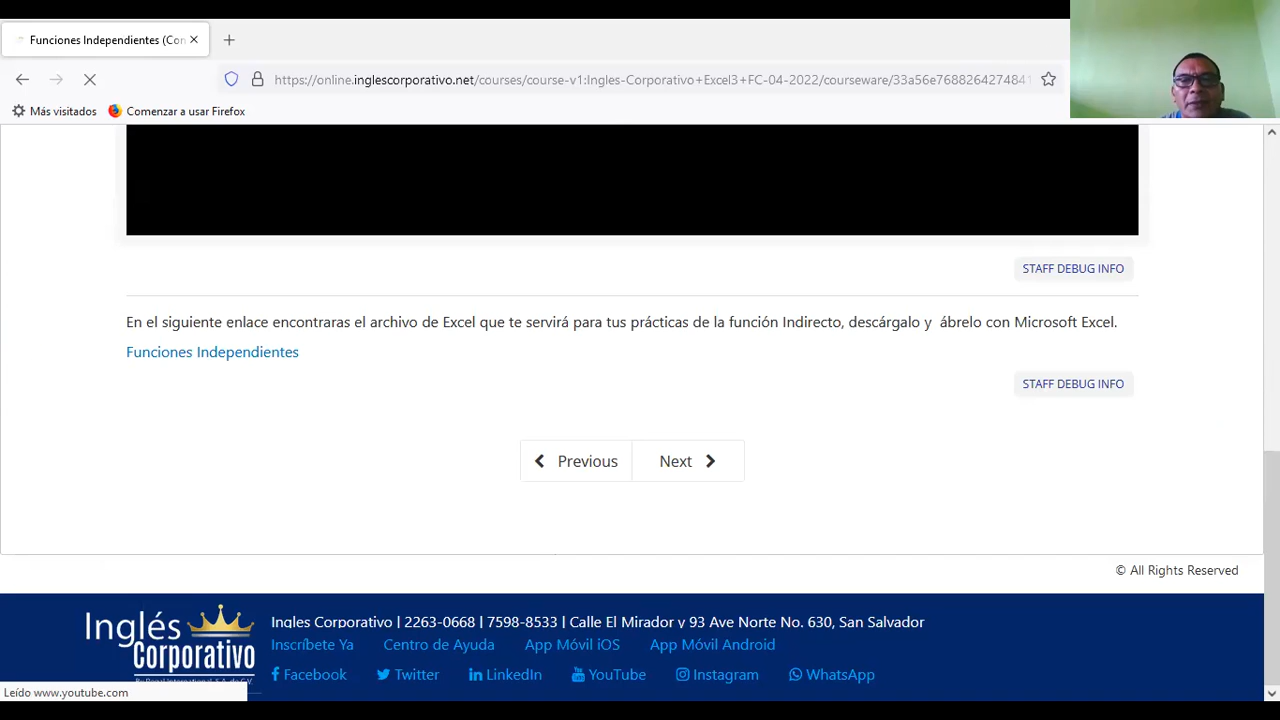 Funciones Independientes (Con
https://online.inglescorporativo.net/courses/course-v1:Ingles-Corporativo+Excel3+FC-04-2022/courseware/33a56e7688264274841
Más visitados
Comenzar a usar Firefox
STAFF DEBUG INFO
En el siguiente enlace encontraras el archivo de Excel que te servirá para tus prácticas de la función Indirecto, descárgalo y ábrelo con Microsoft Excel.
Funciones Independientes
STAFF DEBUG INFO
Previous
Next
© All Rights Reserved
Inglés
Corporativo
Ingles Corporativo | 2263-0668 | 7598-8533 | Calle El Mirador y 93 Ave Norte No. 630, San Salvador
Inscríbete Ya Centro de Ayuda App Móvil iOS App Móvil Android
Facebook Twitter LinkedIn YouTube Instagram WhatsApp
Leído www.youtube.com